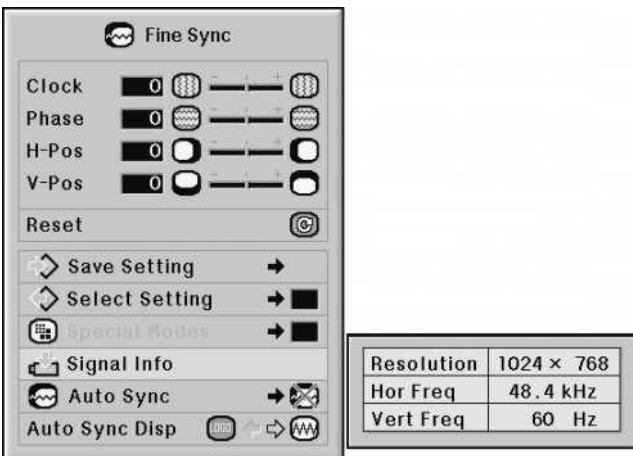 Fine Sync
Clock 0
Phase 0
H-Pos 0
V-Pos 0
Reset
Save Setting
Select Setting
Special Modes
Signal Info
Auto Sync
Auto Sync Disp LOGO
Resolution 1024 × 768
Hor Freq 48.4 kHz
Vert Freq 60 Hz